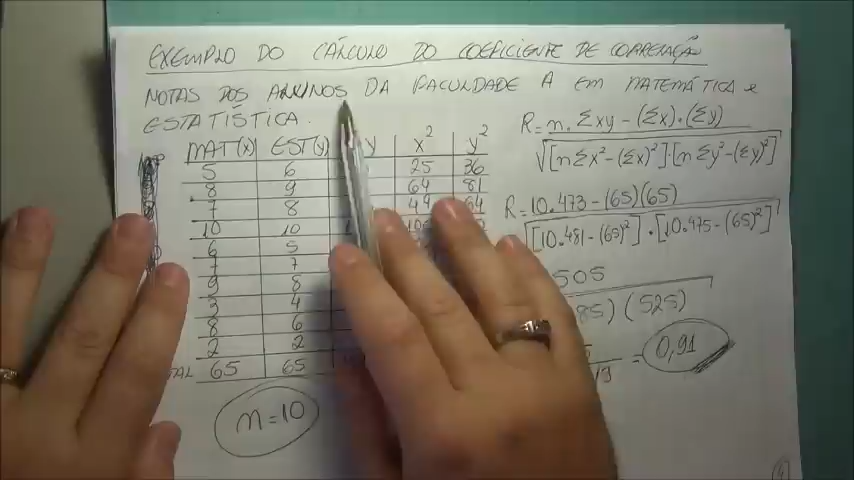 EXEMPLO DO CÁLCULO DO COEFICIENTE DE CORRELAÇÃO
NOTAS DOS ALUNOS DA FACULDADE A EM MATEMÁTICA e
ESTATÍSTICA.
R= n. Σxy - (Σx).(Σy)
√[nΣx²-(Σx)²].[nΣy²-(Σy)²]
MAT(x) EST(y) y x² y²
5 6 25 36
8 9 64 81
7 8 49 64
10 10
6 5
7 7
9 8
3 4
8 6
2 2
65 65
R= 10.473-(65)(65)
[10.481-(65)²].[10.475-(65)²]
505
85)(525)
= 0,91
n=10